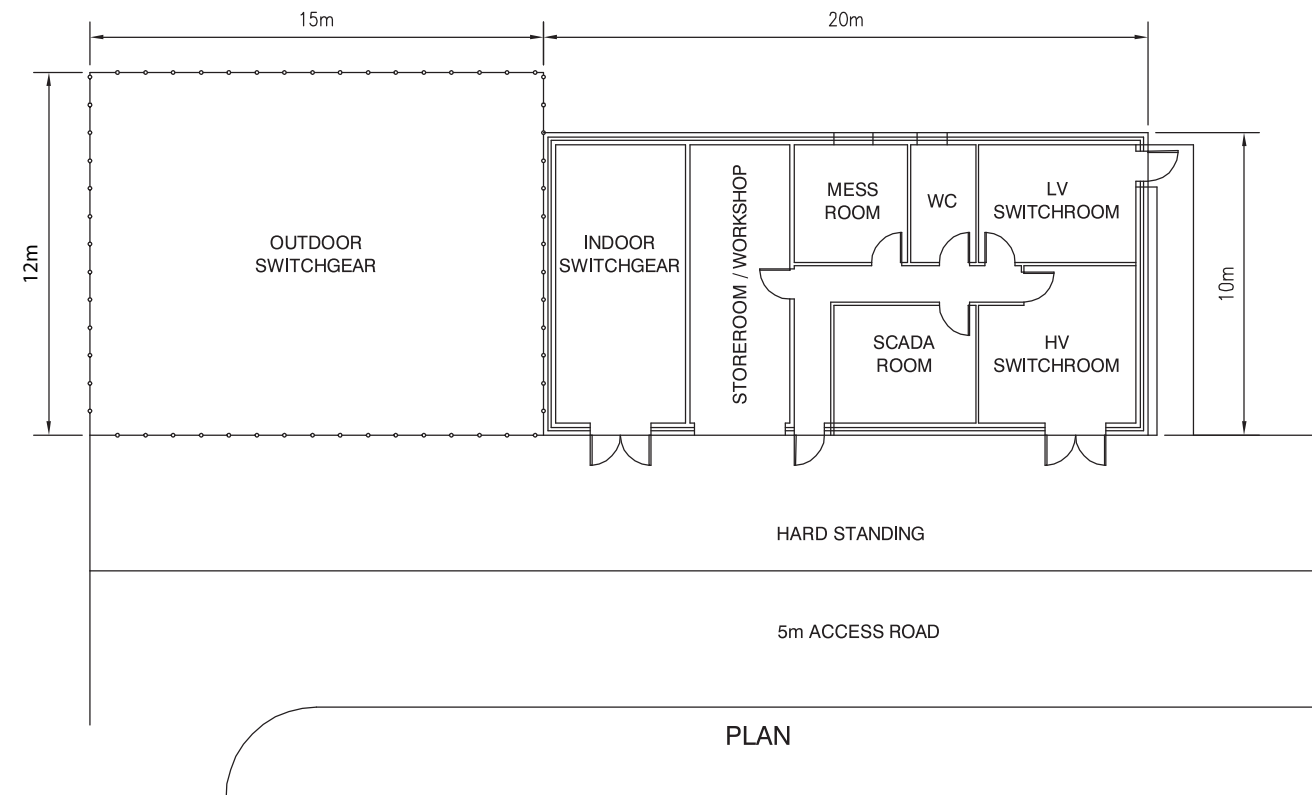 15m
20m
12m
10m
OUTDOOR
SWITCHGEAR
INDOOR
SWITCHGEAR
STOREROOM / WORKSHOP
MESS
ROOM
WC
LV
SWITCHROOM
SCADA
ROOM
HV
SWITCHROOM
HARD STANDING
5m ACCESS ROAD
PLAN